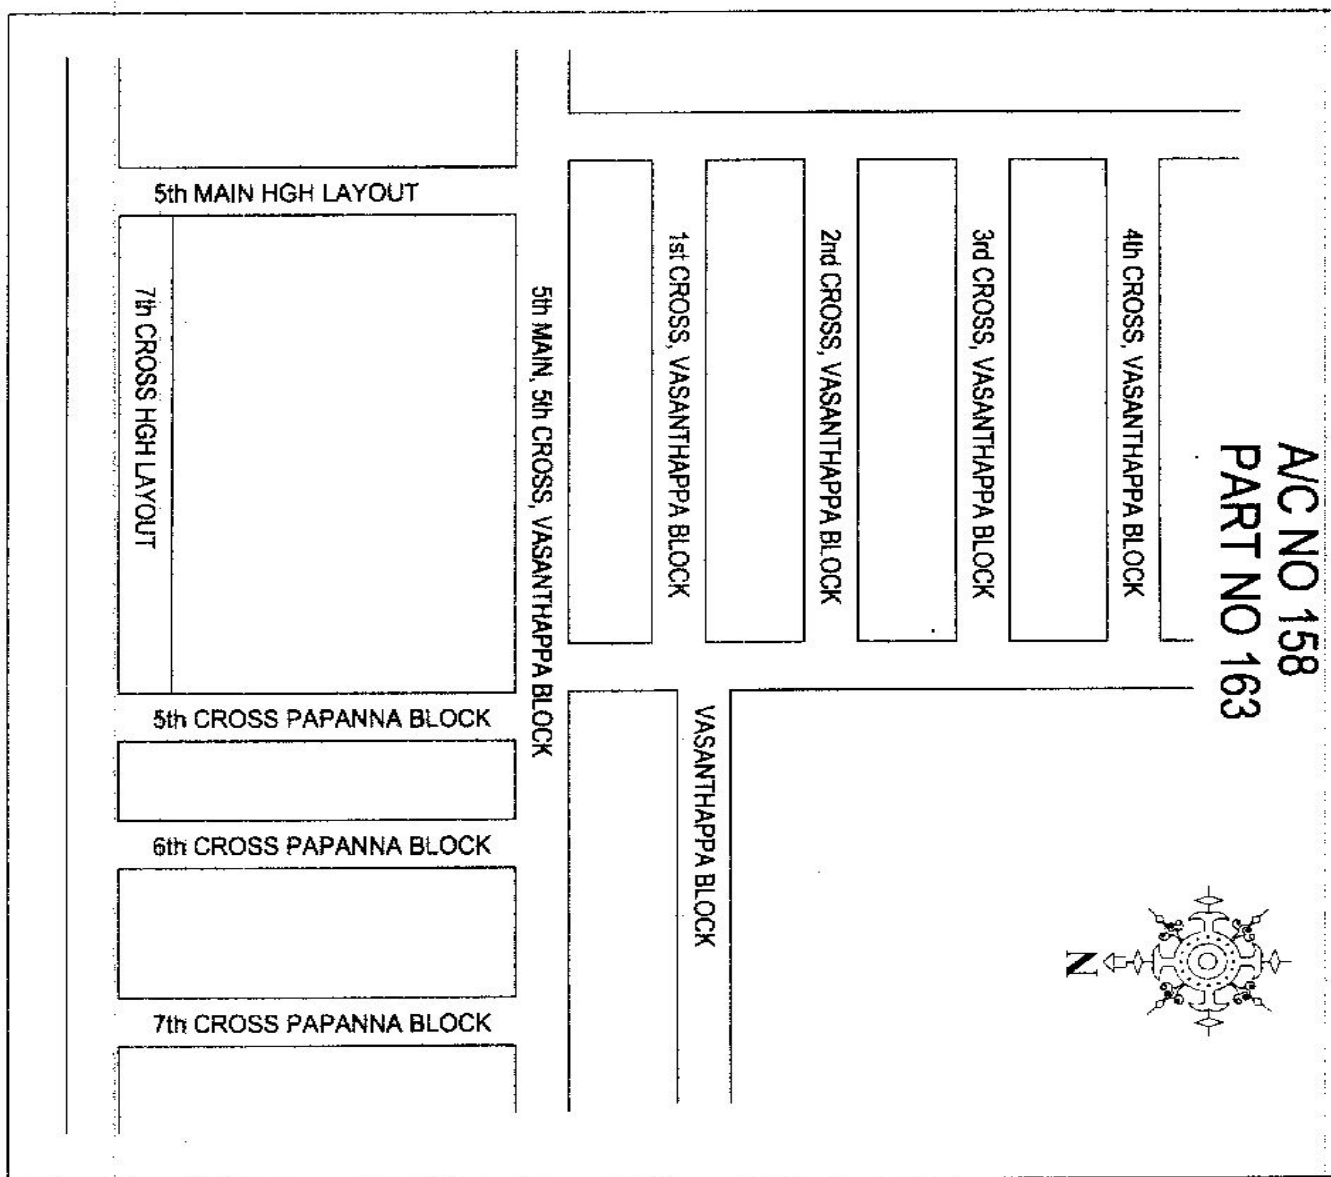 A/C NO 158
PART NO 163
5th MAIN HGH LAYOUT
7th CROSS HGH LAYOUT
5th MAIN, 5th CROSS, VASANTHAPPA BLOCK
1st CROSS, VASANTHAPPA BLOCK
2nd CROSS, VASANTHAPPA BLOCK
3rd CROSS, VASANTHAPPA BLOCK
4th CROSS, VASANTHAPPA BLOCK
5th CROSS PAPANNA BLOCK
VASANTHAPPA BLOCK
6th CROSS PAPANNA BLOCK
7th CROSS PAPANNA BLOCK
N